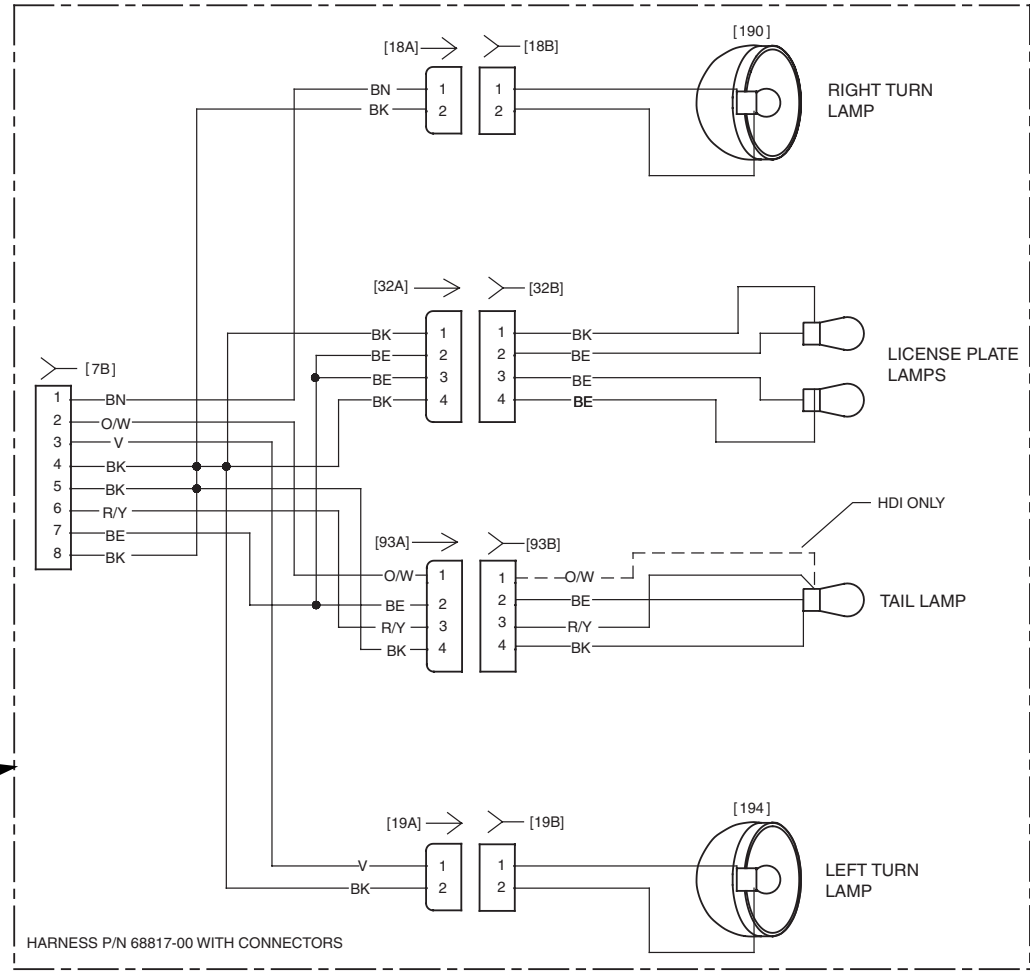 [190]
[18A]
[18B]
BN 1 1
BK 2 2
RIGHT TURN
LAMP
[32A]
[32B]
BK 1 1 BK
BE 2 2 BE
BE 3 3 BE
BK 4 4 BE
LICENSE PLATE
LAMPS
[7B]
1 BN
2 O/W
3 V
4 BK
5 BK
6 R/Y
7 BE
8 BK
HDI ONLY
[93A]
[93B]
O/W 1 1 O/W
BE 2 2 BE
R/Y 3 3 R/Y
BK 4 4 BK
TAIL LAMP
[194]
[19A]
[19B]
V 1 1
BK 2 2
LEFT TURN
LAMP
HARNESS P/N 68817-00 WITH CONNECTORS